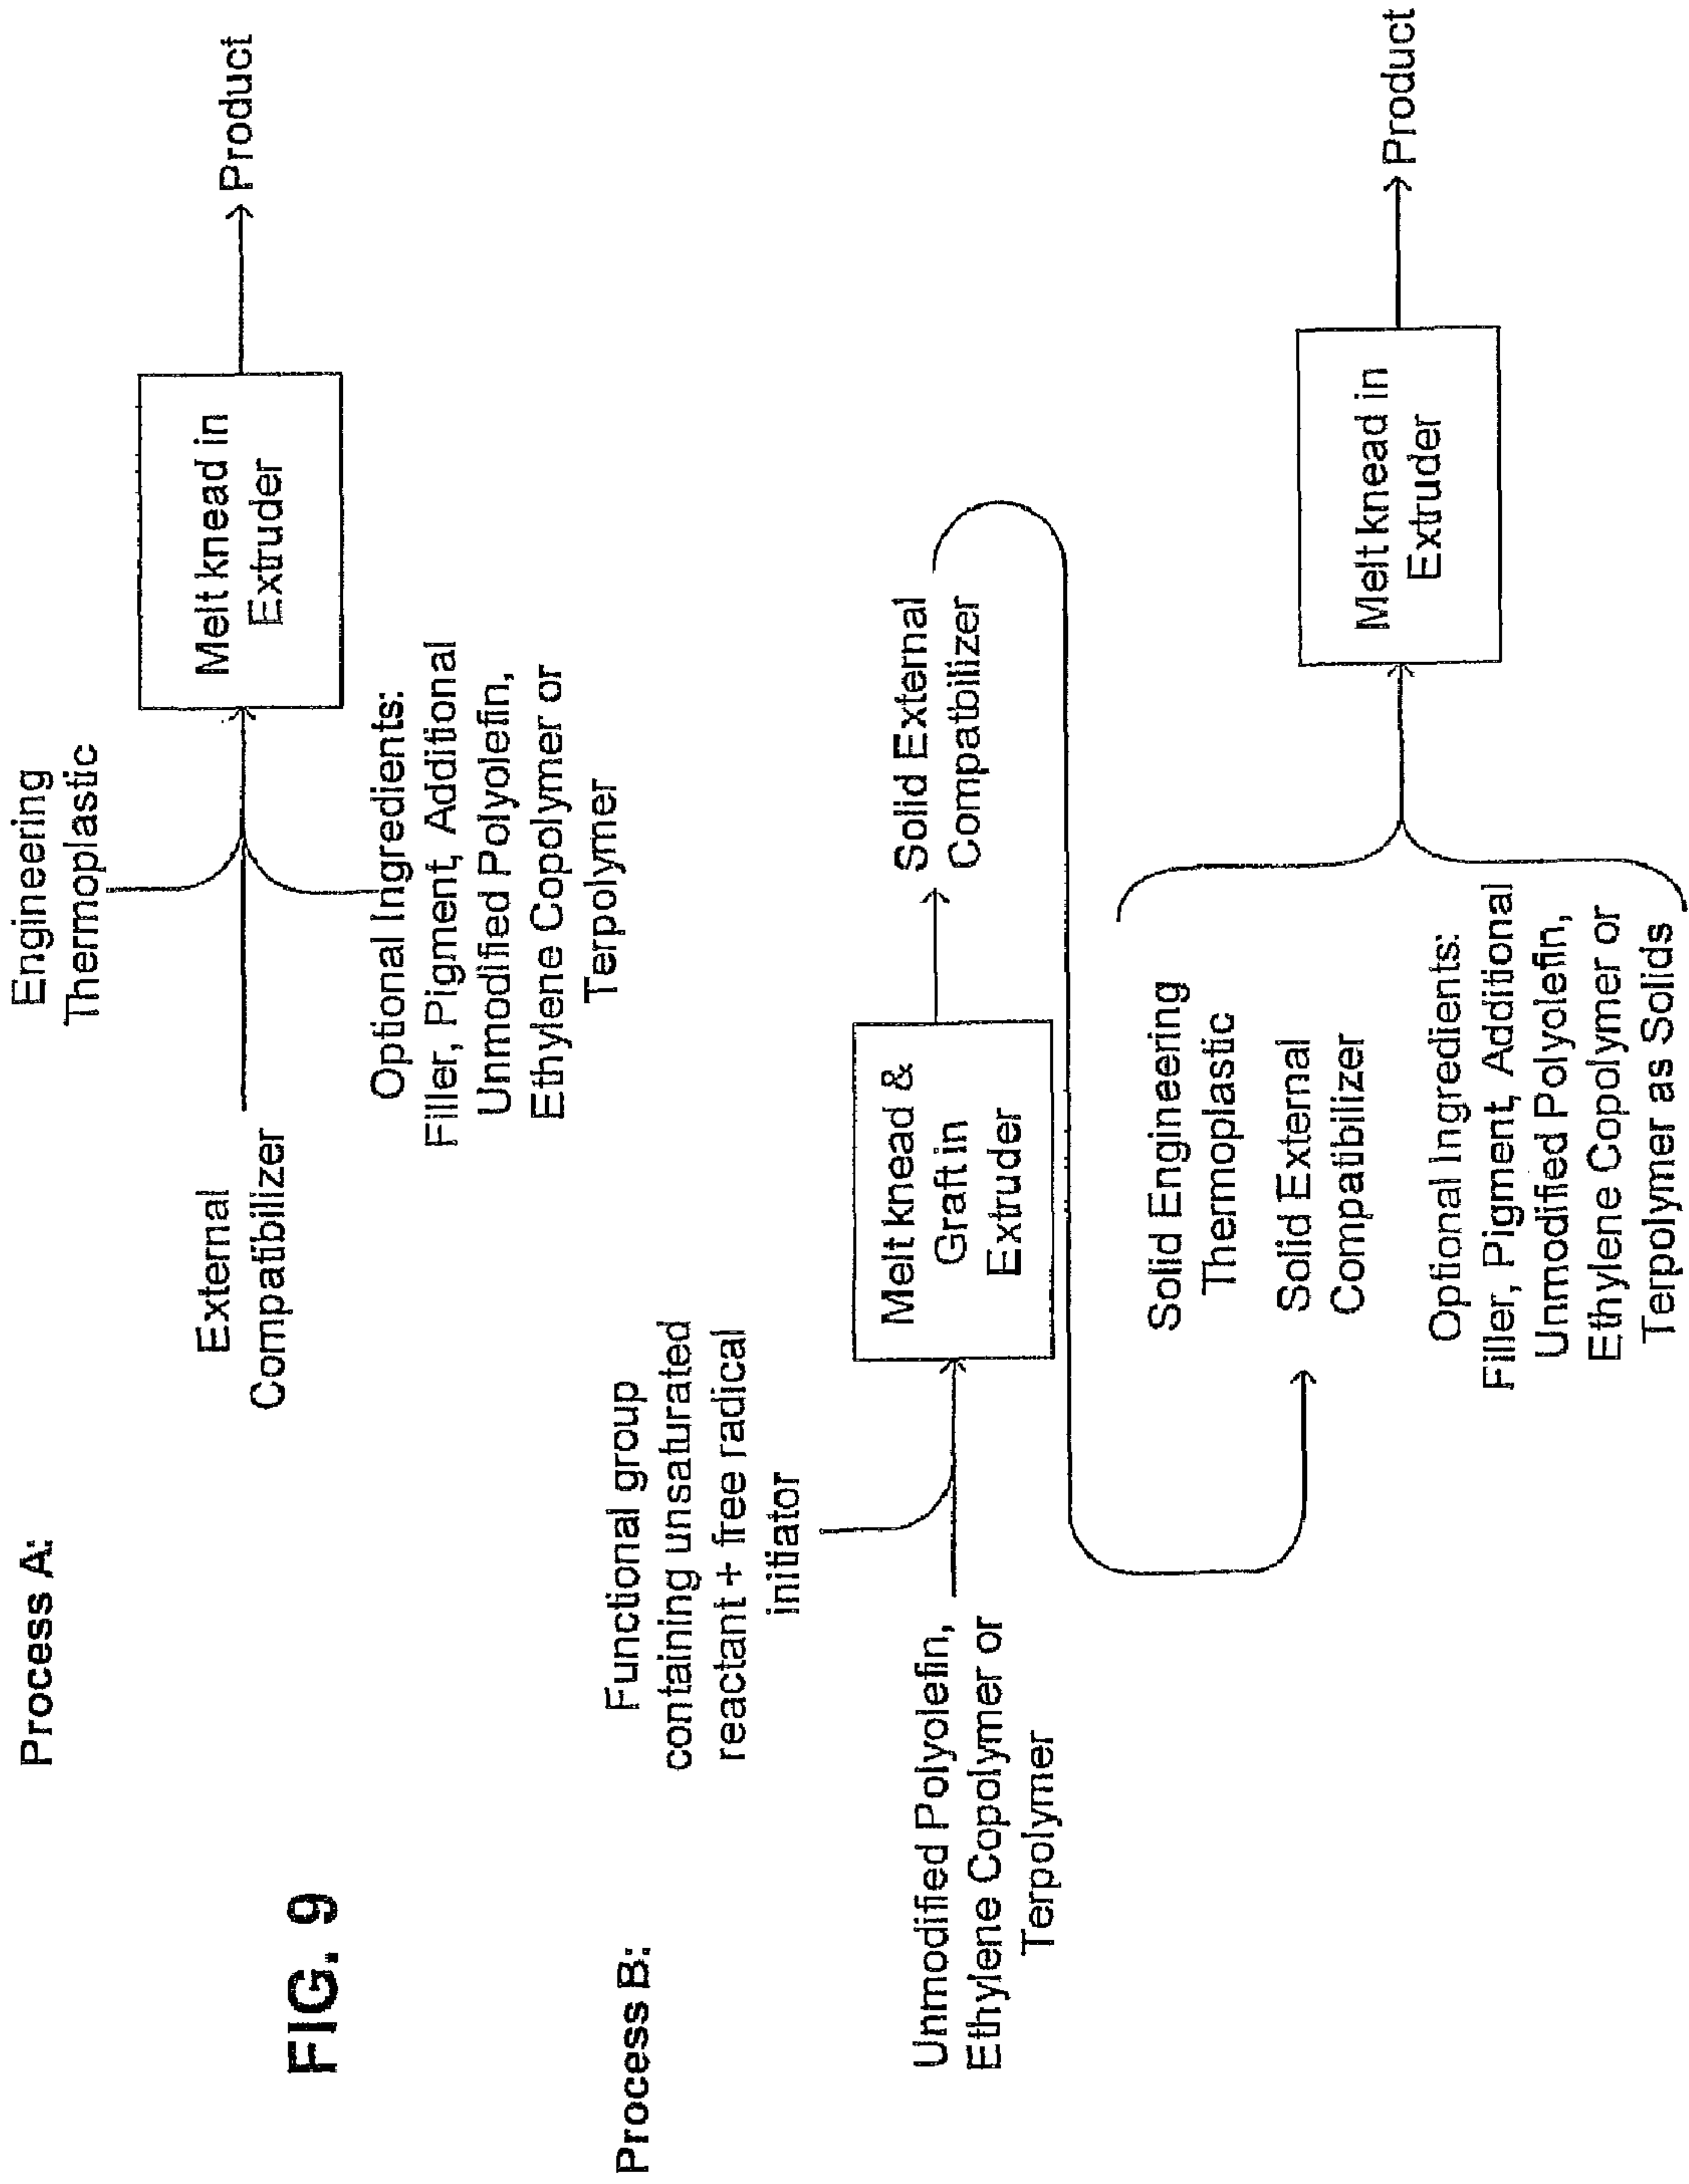 FIG. 9
Process A:
Engineering
Thermoplastic
External
Compatibilizer
Optional Ingredients:
Filler, Pigment, Additional
Unmodified Polyolefin,
Ethylene Copolymer or
Terpolymer
Melt knead in
Extruder
Product
Process B:
Functional group
containing unsaturated
reactant + free radical
initiator
Unmodified Polyolefin,
Ethylene Copolymer or
Terpolymer
Melt knead &
Graft in
Extruder
Solid External
Compatbilizer
Solid Engineering
Thermoplastic
Solid External
Compatibilizer
Optional Ingredients:
Filler, Pigment, Additional
Unmodified Polyolefin,
Ethylene Copolymer or
Terpolymer as Solids
Melt knead in
Extruder
Product